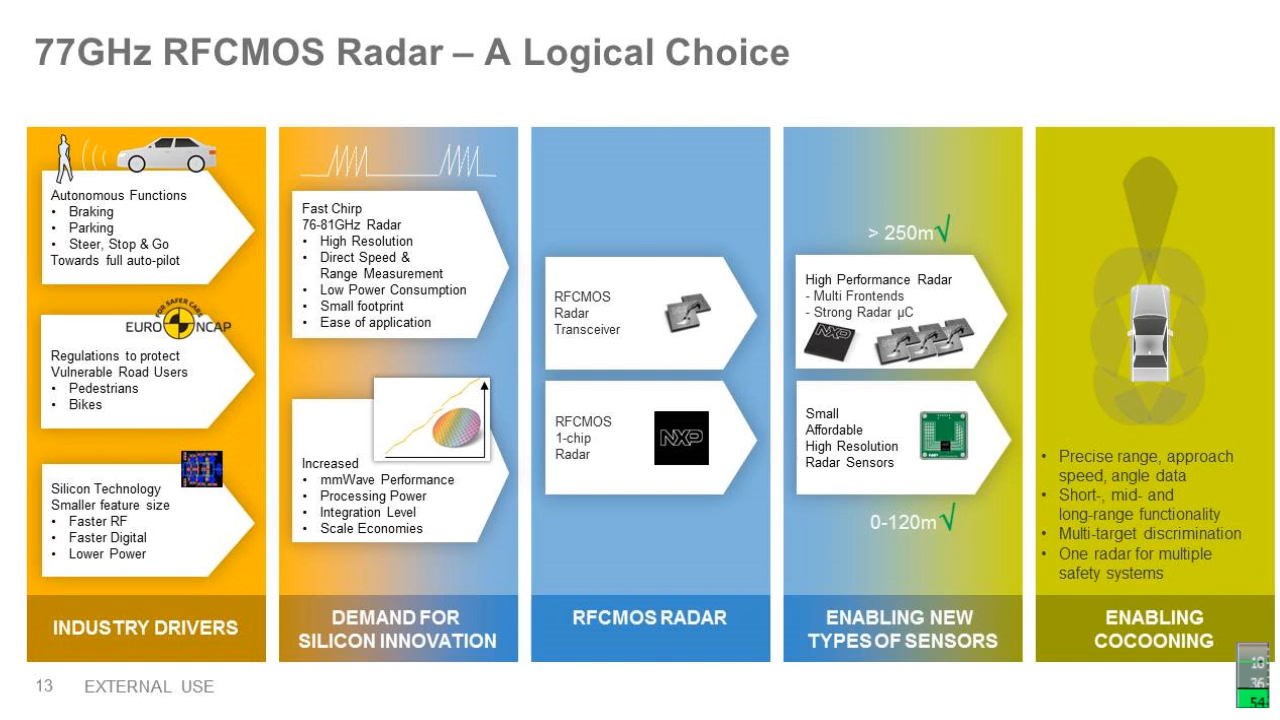 77GHz RFCMOS Radar – A Logical Choice
Autonomous Functions
• Braking
• Parking
• Steer, Stop & Go
Towards full auto-pilot
FOR SAFER CARS
EURO NCAP
Regulations to protect
Vulnerable Road Users
• Pedestrians
• Bikes
Silicon Technology
Smaller feature size
• Faster RF
• Faster Digital
• Lower Power
INDUSTRY DRIVERS
Fast Chirp
76-81GHz Radar
• High Resolution
• Direct Speed &
Range Measurement
• Low Power Consumption
• Small footprint
• Ease of application
Increased
• mmWave Performance
• Processing Power
• Integration Level
• Scale Economies
DEMAND FOR
SILICON INNOVATION
RFCMOS
Radar
Transceiver
RFCMOS
1-chip
Radar
NXP
RFCMOS RADAR
> 250m√
High Performance Radar
- Multi Frontends
- Strong Radar µC
NXP
Small
Affordable
High Resolution
Radar Sensors
0-120m√
ENABLING NEW
TYPES OF SENSORS
• Precise range, approach
speed, angle data
• Short-, mid- and
long-range functionality
• Multi-target discrimination
• One radar for multiple
safety systems
ENABLING
COCOONING
13 EXTERNAL USE
10
36
54